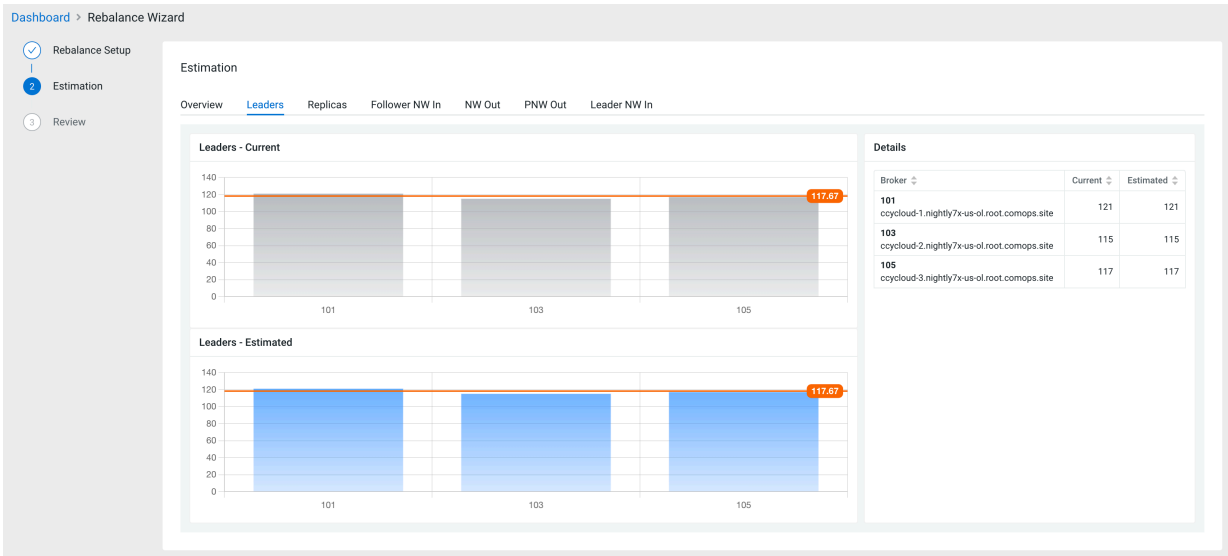 Dashboard > Rebalance Wizard
Rebalance Setup
2 Estimation
3 Review
Estimation
Overview Leaders Replicas Follower NW In NW Out PNW Out Leader NW In
Leaders - Current
140
120
100
80
60
40
20
0
117.67
101 103 105
Leaders - Estimated
140
120
100
80
60
40
20
0
117.67
101 103 105
Details
Broker Current Estimated
101
ccycloud-1.nightly7x-us-ol.root.comops.site 121 121
103
ccycloud-2.nightly7x-us-ol.root.comops.site 115 115
105
ccycloud-3.nightly7x-us-ol.root.comops.site 117 117